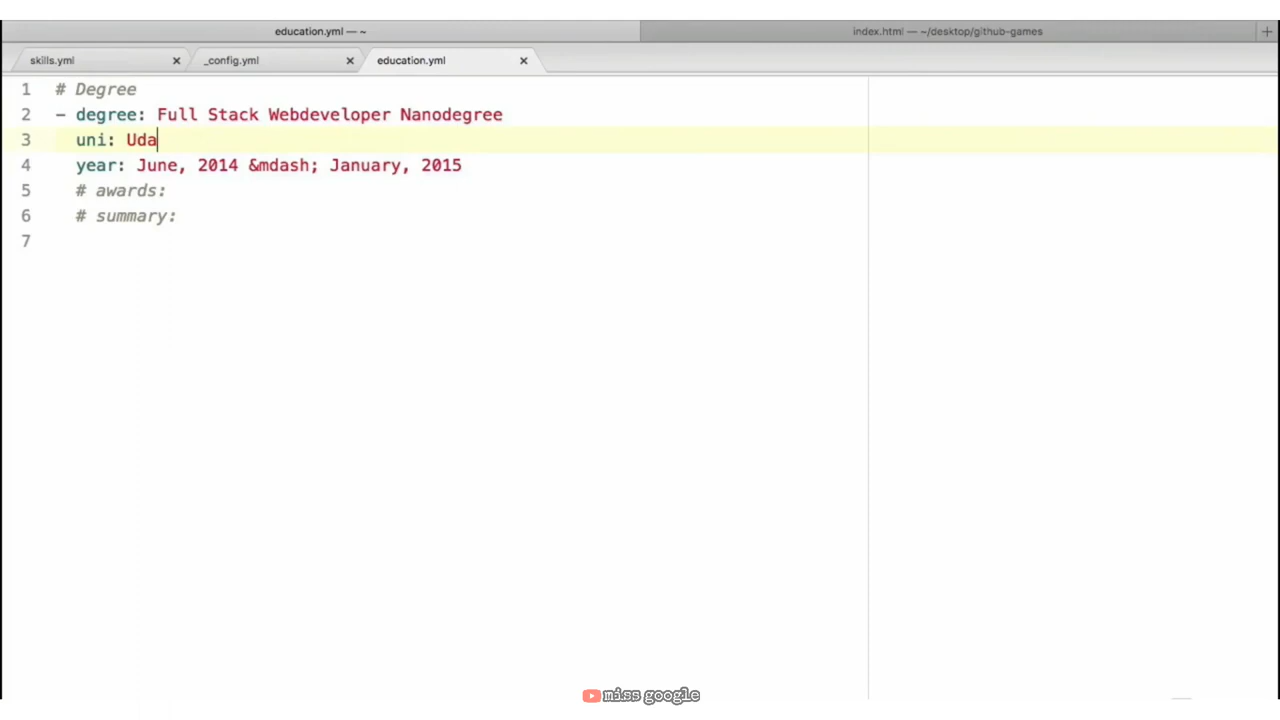 education.yml — ~
index.html — ~/desktop/github-games
+
skills.yml ×
_config.yml ×
education.yml ×
1 # Degree
2 - degree: Full Stack Webdeveloper Nanodegree
3 uni: Uda
4 year: June, 2014 &mdash; January, 2015
5 # awards:
6 # summary:
7
miss google